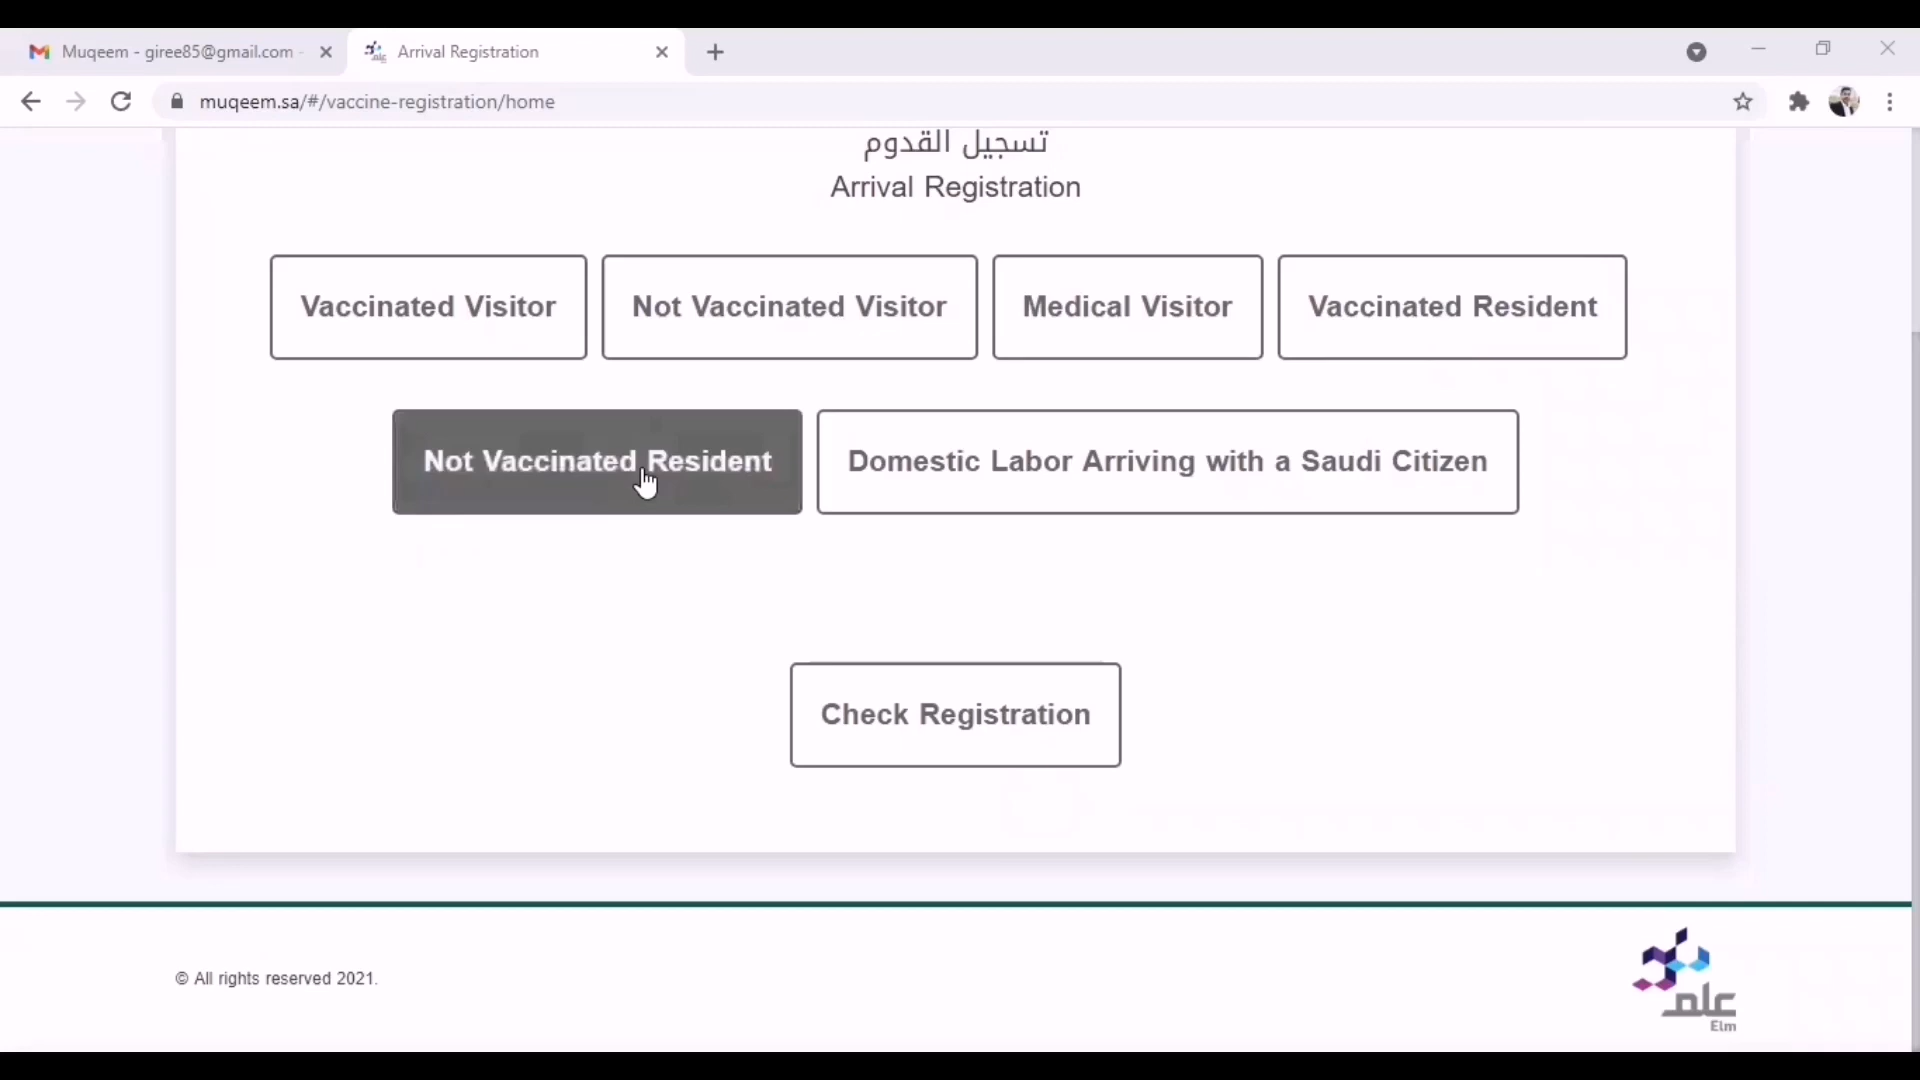 Muqeem - giree85@gmail.com -
Arrival Registration
muqeem.sa/#/vaccine-registration/home
تسجيل القدوم
Arrival Registration
Vaccinated Visitor
Not Vaccinated Visitor
Medical Visitor
Vaccinated Resident
Not Vaccinated Resident
Domestic Labor Arriving with a Saudi Citizen
Check Registration
© All rights reserved 2021.
علم
Elm